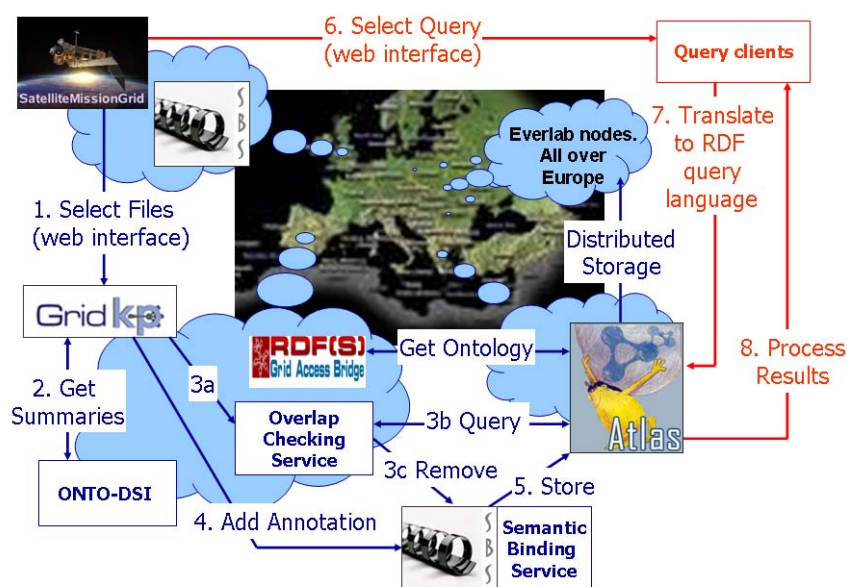 6. Select Query
(web interface)
Query clients
SatelliteMissionGrid
S
B
S
Everlab nodes.
All over
Europe
7. Translate
to RDF
query
language
1. Select Files
(web interface)
Distributed
Storage
Grid kp
RDF(S)
Grid Access Bridge
Get Ontology
8. Process
Results
2. Get
Summaries
3a
Overlap
Checking
Service
3b Query
Atlas
ONTO-DSI
3c Remove
5. Store
4. Add Annotation
S
B
S
Semantic
Binding
Service